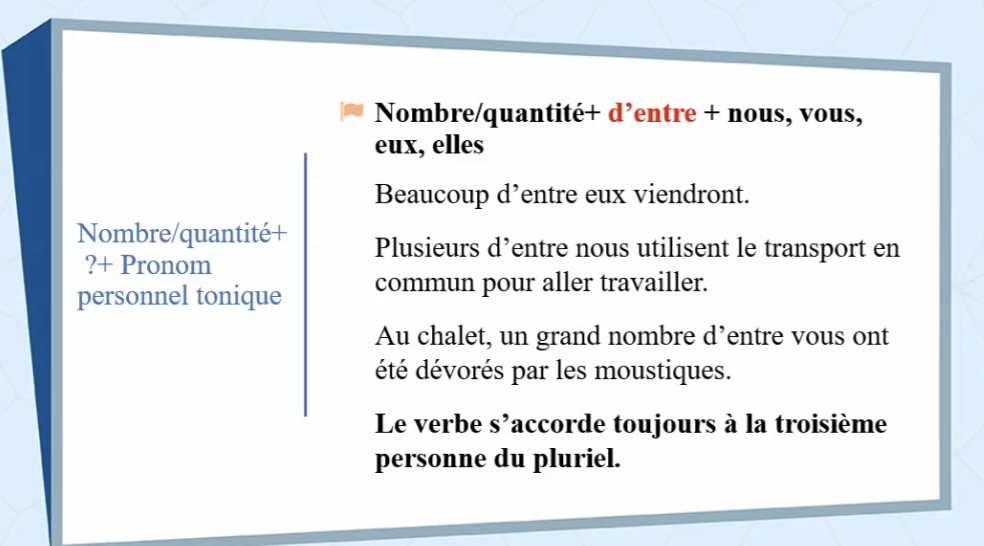 Nombre/quantité+
?+ Pronom
personnel tonique
Nombre/quantité+ d’entre + nous, vous,
eux, elles
Beaucoup d’entre eux viendront.
Plusieurs d’entre nous utilisent le transport en
commun pour aller travailler.
Au chalet, un grand nombre d’entre vous ont
été dévorés par les moustiques.
Le verbe s’accorde toujours à la troisième
personne du pluriel.